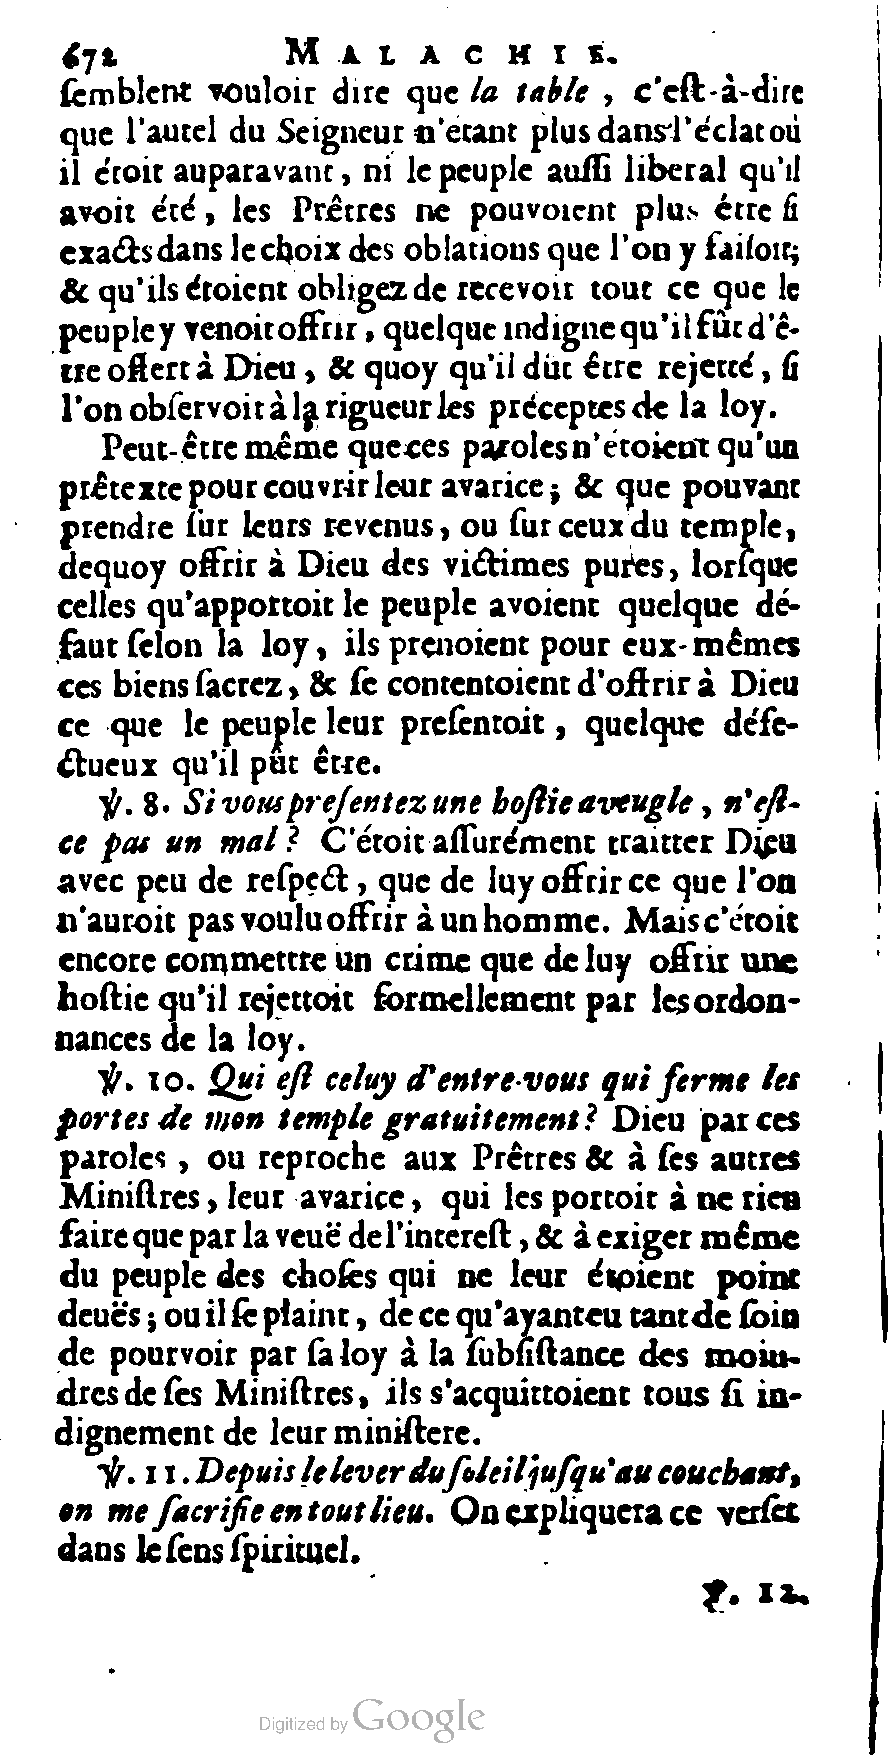 672 MALACHIE.
ſemblent vouloir dire que la table , c'eſt-à-dire
que l'autel du Seigneur n'étant plus dans l'éclat où
il étoit auparavant, ni le peuple auſſi liberal qu'il
avoit été, les Prêtres ne pouvoient plus être ſi
exacts dans le choix des oblations que l'on y faiſoit;
& qu'ils étoient obligez de recevoir tout ce que le
peuple y venoit offrir, quelque indigne qu'il fût d'ê-
tre offert à Dieu, & quoy qu'il dût être rejetté, ſi
l'on obſervoit à la rigueur les préceptes de la loy.
Peut-être même que ces paroles n'étoient qu'un
prêtexte pour couvrir leur avarice; & que pouvant
prendre ſur leurs revenus, ou ſur ceux du temple,
dequoy offrir à Dieu des victimes pures, lorſque
celles qu'apportoit le peuple avoient quelque dé-
faut ſelon la loy, ils prenoient pour eux-mêmes
ces biens ſacrez, & ſe contentoient d'offrir à Dieu
ce que le peuple leur preſentoit, quelque défe-
ctueux qu'il pût être.
℣. 8. Si vous preſentez une hoſtie aveugle, n'eſt-
ce pas un mal? C'étoit aſſurément traitter Dieu
avec peu de reſpect, que de luy offrir ce que l'on
n'auroit pas voulu offrir à un homme. Mais c'étoit
encore commettre un crime que de luy offrir une
hoſtie qu'il rejettoit formellement par les ordon-
nances de la loy.
℣. 10. Qui eſt celuy d'entre-vous qui ferme les
portes de mon temple gratuitement? Dieu par ces
paroles, ou reproche aux Prêtres & à ſes autres
Miniſtres, leur avarice, qui les portoit à ne rien
faire que par la veuë de l'intereſt, & à exiger même
du peuple des choſes qui ne leur étoient point
deuës; ou il ſe plaint, de ce qu'ayant eu tant de ſoin
de pourvoir par ſa loy à la ſubſiſtance des moin-
dres de ſes Miniſtres, ils s'acquittoient tous ſi in-
dignement de leur miniſtere.
℣. 11. Depuis le lever du ſoleil juſqu'au couchant,
on me ſacrifie en tout lieu. On expliquera ce verſet
dans le ſens ſpirituel.
℣. 12.
Digitized by Google